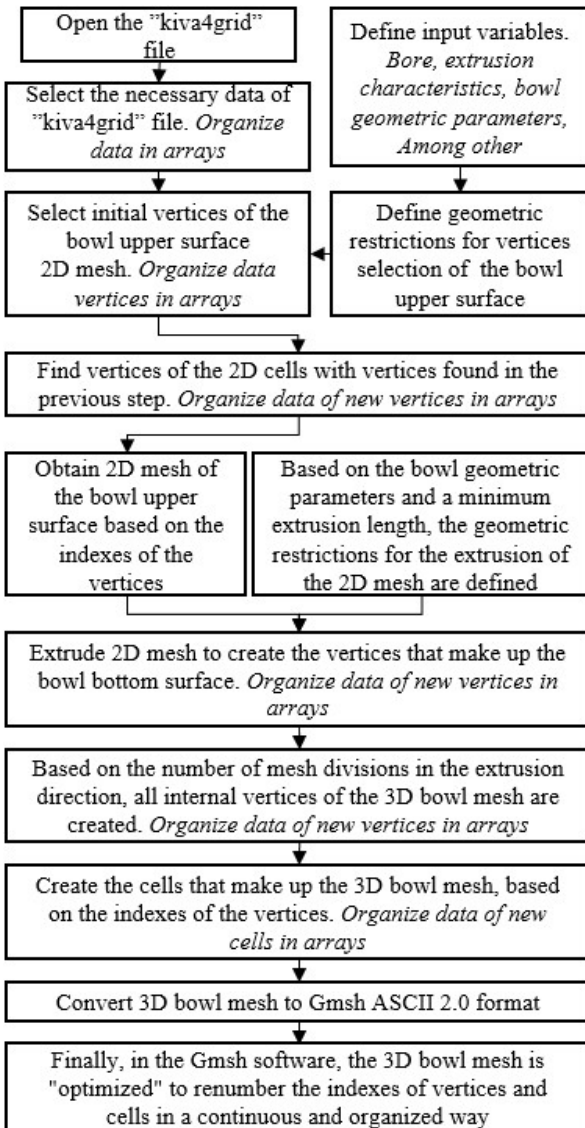 Open the ”kiva4grid”
file
Define input variables.
Bore, extrusion
characteristics, bowl
geometric parameters,
Among other
Select the necessary data of
”kiva4grid” file. Organize
data in arrays
Select initial vertices of the
bowl upper surface
2D mesh. Organize data
vertices in arrays
Define geometric
restrictions for vertices
selection of the bowl
upper surface
Find vertices of the 2D cells with vertices found in the
previous step. Organize data of new vertices in arrays
Obtain 2D mesh of
the bowl upper
surface based on the
indexes of the
vertices
Based on the bowl geometric
parameters and a minimum
extrusion length, the geometric
restrictions for the extrusion of
the 2D mesh are defined
Extrude 2D mesh to create the vertices that make up the
bowl bottom surface. Organize data of new vertices in
arrays
Based on the number of mesh divisions in the extrusion
direction, all internal vertices of the 3D bowl mesh are
created. Organize data of new vertices in arrays
Create the cells that make up the 3D bowl mesh, based
on the indexes of the vertices. Organize data of new
cells in arrays
Convert 3D bowl mesh to Gmsh ASCII 2.0 format
Finally, in the Gmsh software, the 3D bowl mesh is
"optimized" to renumber the indexes of vertices and
cells in a continuous and organized way